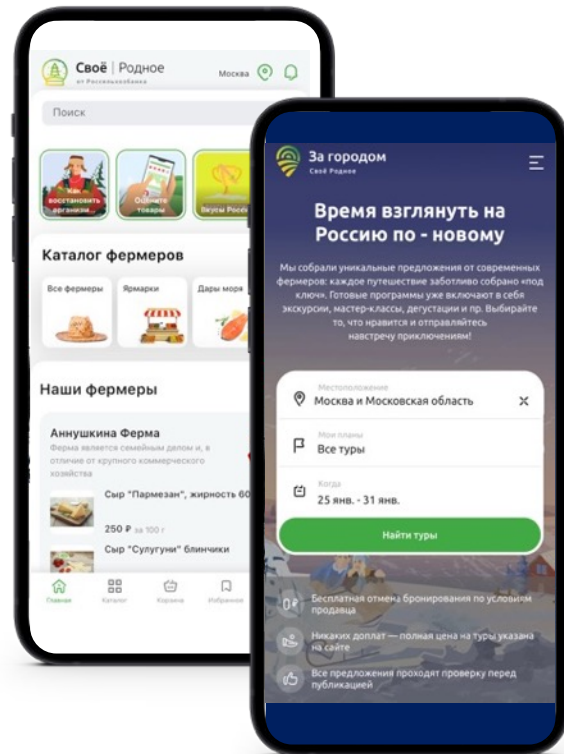 Своё | Родное
от Россельхозбанка
Москва
Поиск
Как
восстановить
организм...
Оцените
товары
Вкусы Росси
Каталог фермеров
Все фермеры
Ярмарки
Дары моря
Наши фермеры
Аннушкина Ферма
Ферма является семейным делом и, в
отличие от крупного коммерческого
хозяйства
Сыр "Пармезан", жирность 60
250 ₽ за 100 г
Сыр "Сулугуни" блинчики
Главная
Каталог
Корзина
Избранное
За городом
Своё Родное
Время взглянуть на
Россию по - новому
Мы собрали уникальные предложения от современных
фермеров: каждое путешествие заботливо собрано «под
ключ». Готовые программы уже включают в себя
экскурсии, мастер-классы, дегустации и пр. Выбирайте
то, что нравится и отправляйтесь
навстречу приключениям!
Местоположение
Москва и Московская область
Мои планы
Все туры
Когда
25 янв. - 31 янв.
Найти туры
Бесплатная отмена бронирования по условиям
продавца
Никаких доплат — полная цена на туры указана
на сайте
Все предложения проходят проверку перед
публикацией